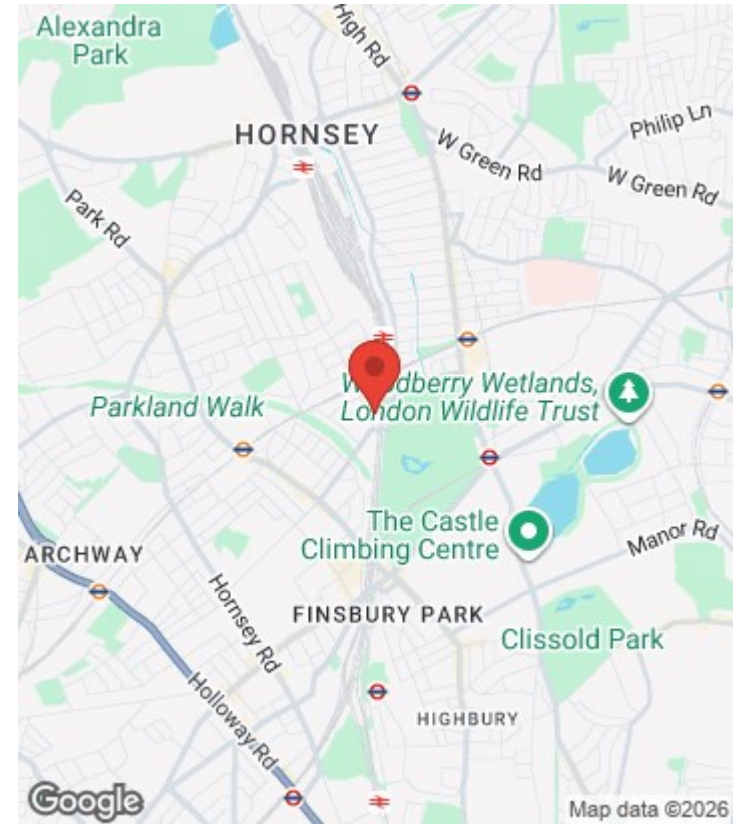 Alexandra
Park
High Rd
Philip Ln
HORNSEY
W Green Rd
W Green Rd
Park Rd
Parkland Walk
Wetlands,
London Wildlife Trust
The Castle
Climbing Centre
Manor Rd
ARCHWAY
Hornsey Rd
FINSBURY PARK
Clissold Park
Holloway Rd
HIGHBURY
Google
Map data ©2026